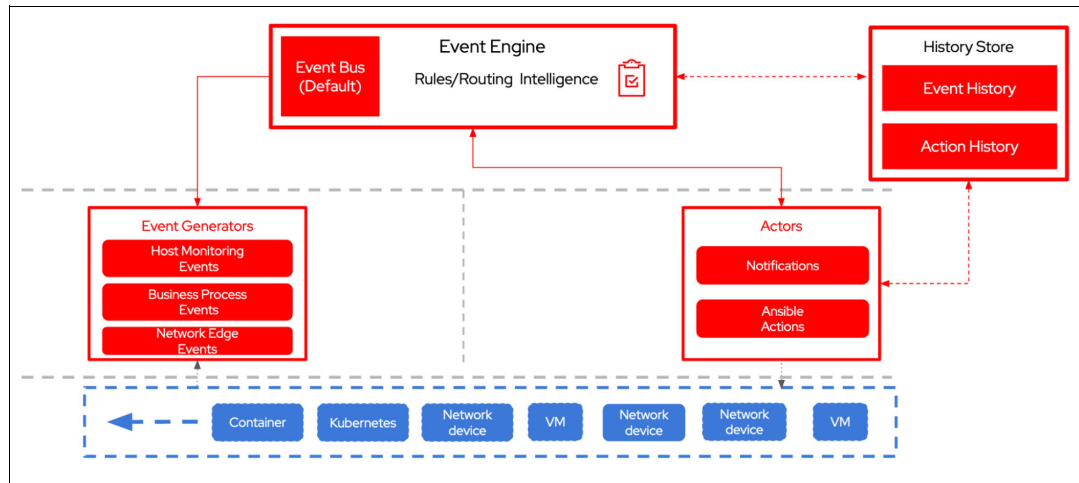 Event Bus
(Default)
Event Engine
Rules/Routing Intelligence
History Store
Event History
Action History
Event Generators
Host Monitoring
Events
Business Process
Events
Network Edge
Events
Actors
Notifications
Ansible
Actions
Container
Kubernetes
Network
device
VM
Network
device
Network
device
VM